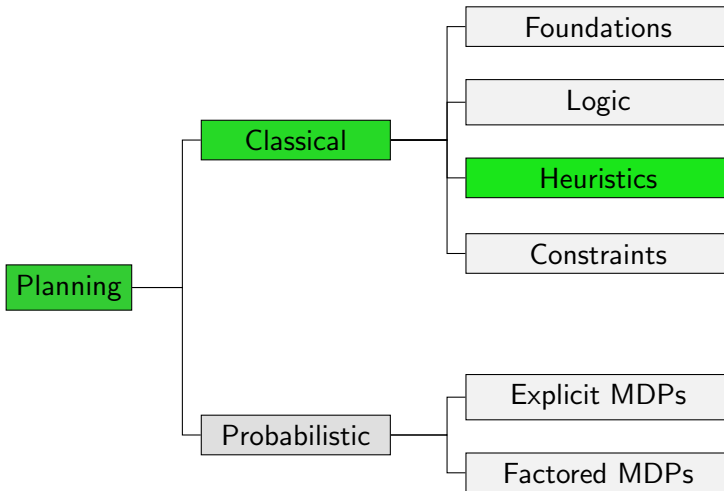 Planning
Classical
Foundations
Logic
Heuristics
Constraints
Probabilistic
Explicit MDPs
Factored MDPs